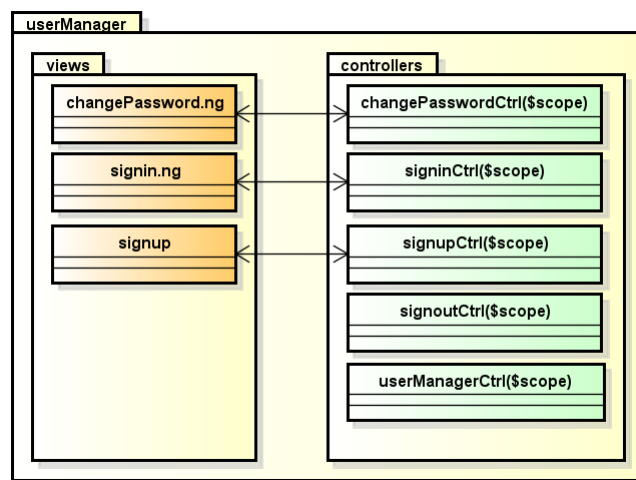 userManager
views
controllers
changePassword.ng
changePasswordCtrl($scope)
signin.ng
signinCtrl($scope)
signup
signupCtrl($scope)
signoutCtrl($scope)
userManagerCtrl($scope)